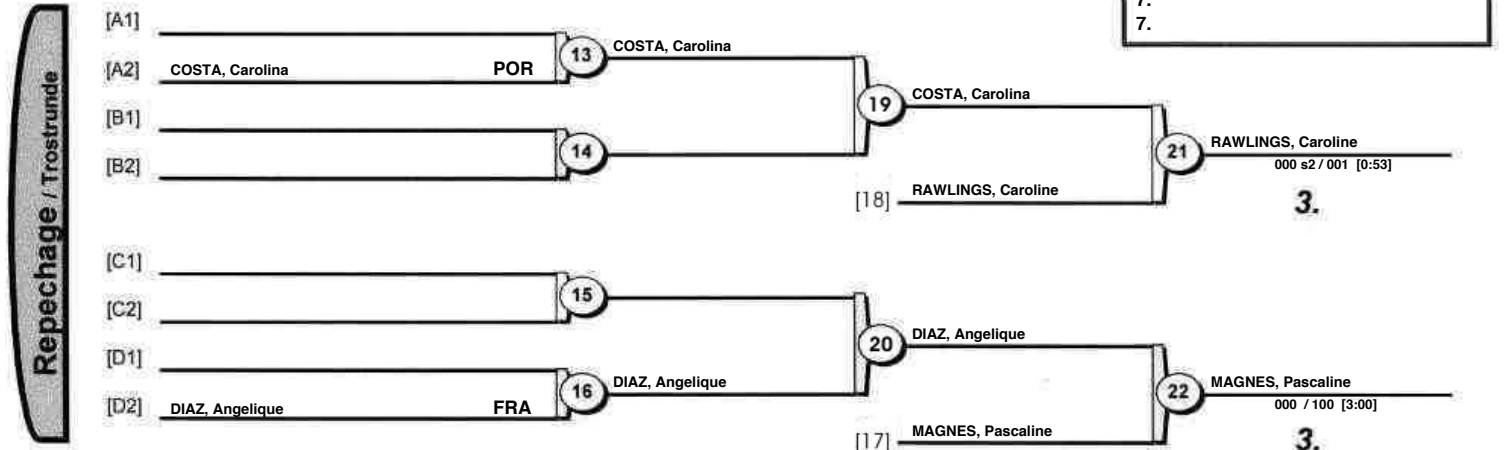 7.
7.
Repechage / Trostrunde
[A1]
[A2] COSTA, Carolina POR
13 COSTA, Carolina
[B1]
[B2]
14
19 COSTA, Carolina
[18] RAWLINGS, Caroline
21 RAWLINGS, Caroline
000 s2 / 001 [0:53]
3.
[C1]
[C2]
15
[D1]
[D2] DIAZ, Angelique FRA
16 DIAZ, Angelique
20 DIAZ, Angelique
[17] MAGNES, Pascaline
22 MAGNES, Pascaline
000 / 100 [3:00]
3.